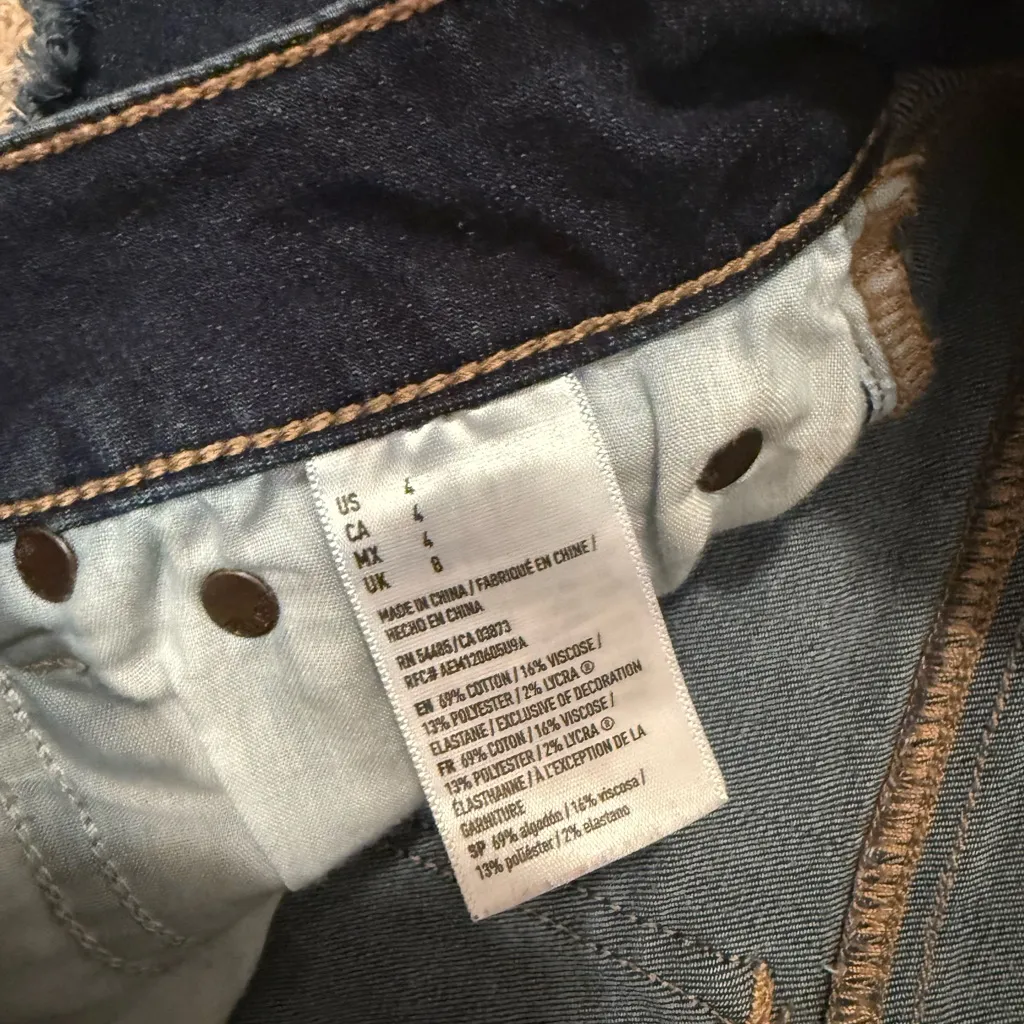 US 4
CA 4
MX 4
UK 8
MADE IN CHINA / FABRIQUÉ EN CHINE /
HECHO EN CHINA
RN 54485/CA 03873
RFC# AEM120605U9A
EN 69% COTTON / 16% VISCOSE /
13% POLYESTER / 2% LYCRA ®
ELASTANE / EXCLUSIVE OF DECORATION
FR 69% COTON / 16% VISCOSE /
13% POLYESTER / 2% LYCRA ®
ÉLASTHANNE / À L'EXCEPTION DE LA
GARNITURE
SP 69% algodón / 16% viscosa /
13% poliéster / 2% elastano